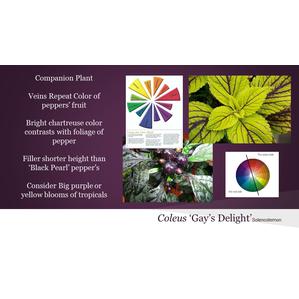 Companion Plant
Veins Repeat Color of
peppers' fruit
Bright chartreuse color
contrasts with foliage of
pepper
Filler shorter height than
'Black Pearl' pepper's
Consider Big purple or
yellow blooms of tropicals
Coleus 'Gay's Delight' Solenostemon